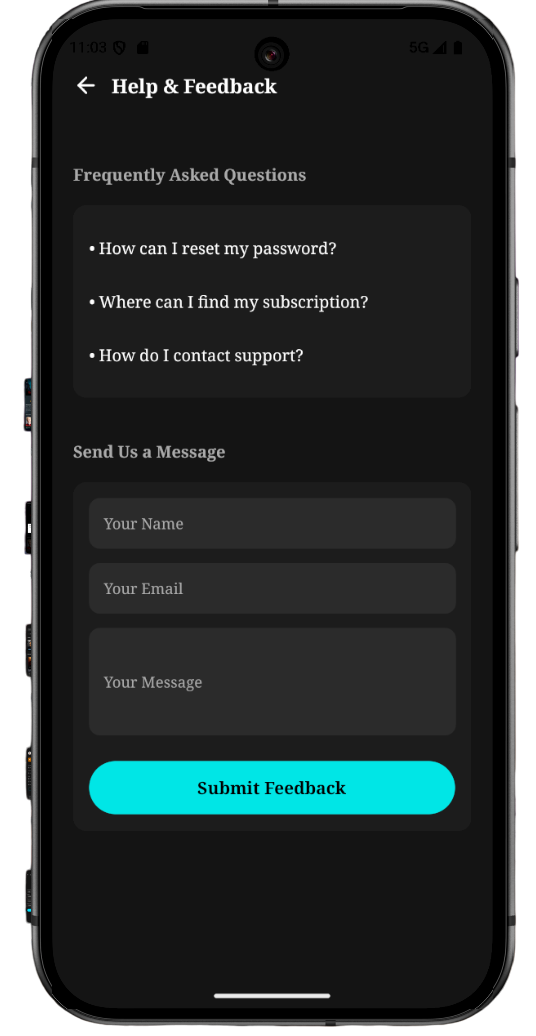 11:03
5G
Help & Feedback
Frequently Asked Questions
• How can I reset my password?
• Where can I find my subscription?
• How do I contact support?
Send Us a Message
Your Name
Your Email
Your Message
Submit Feedback